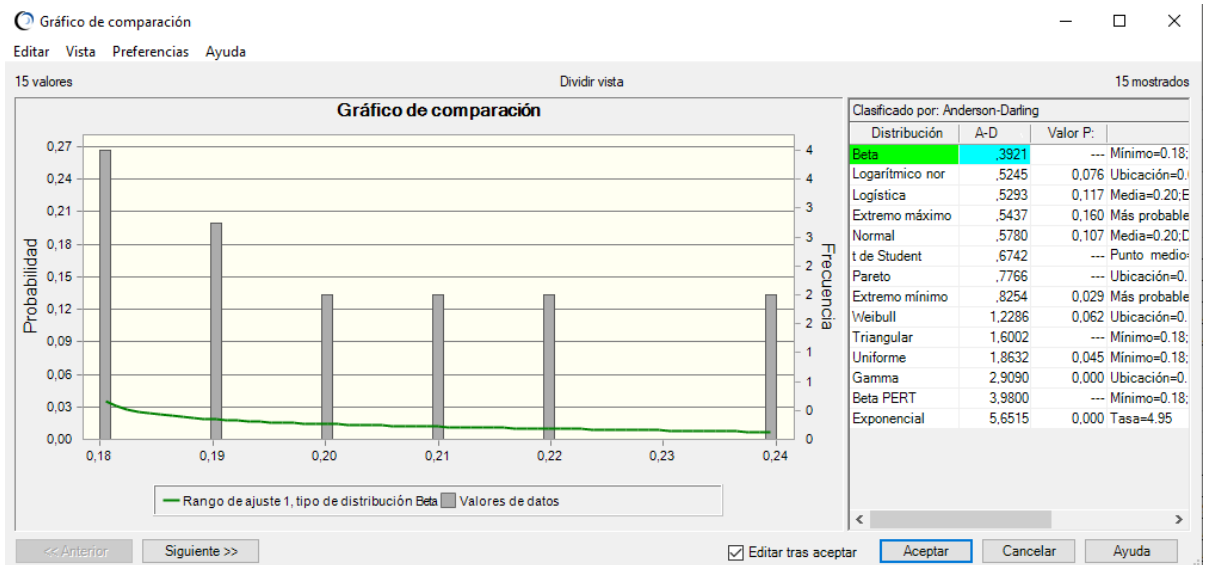 Gráfico de comparación
Editar Vista Preferencias Ayuda
15 valores Dividir vista 15 mostrados
Gráfico de comparación
Probabilidad
0,27
0,24
0,21
0,18
0,15
0,12
0,09
0,06
0,03
0,00
4
4
3
3
2
2
2
1
1
0
0
Frecuencia
0,18 0,19 0,20 0,21 0,22 0,23 0,24
Rango de ajuste 1, tipo de distribución Beta Valores de datos
Clasificado por: Anderson-Darling
Distribución A-D Valor P:
Beta ,3921 --- Mínimo=0.18;
Logarítmico nor ,5245 0,076 Ubicación=0.
Logística ,5293 0,117 Media=0.20;E
Extremo máximo ,5437 0,160 Más probable
Normal ,5780 0,107 Media=0.20;D
t de Student ,6742 --- Punto medio
Pareto ,7766 --- Ubicación=0.
Extremo mínimo ,8254 0,029 Más probable
Weibull 1,2286 0,062 Ubicación=0.
Triangular 1,6002 --- Mínimo=0.18;
Uniforme 1,8632 0,045 Mínimo=0.18;
Gamma 2,9090 0,000 Ubicación=0.
Beta PERT 3,9800 --- Mínimo=0.18;
Exponencial 5,6515 0,000 Tasa=4.95
<< Anterior Siguiente >> Editar tras aceptar Aceptar Cancelar Ayuda